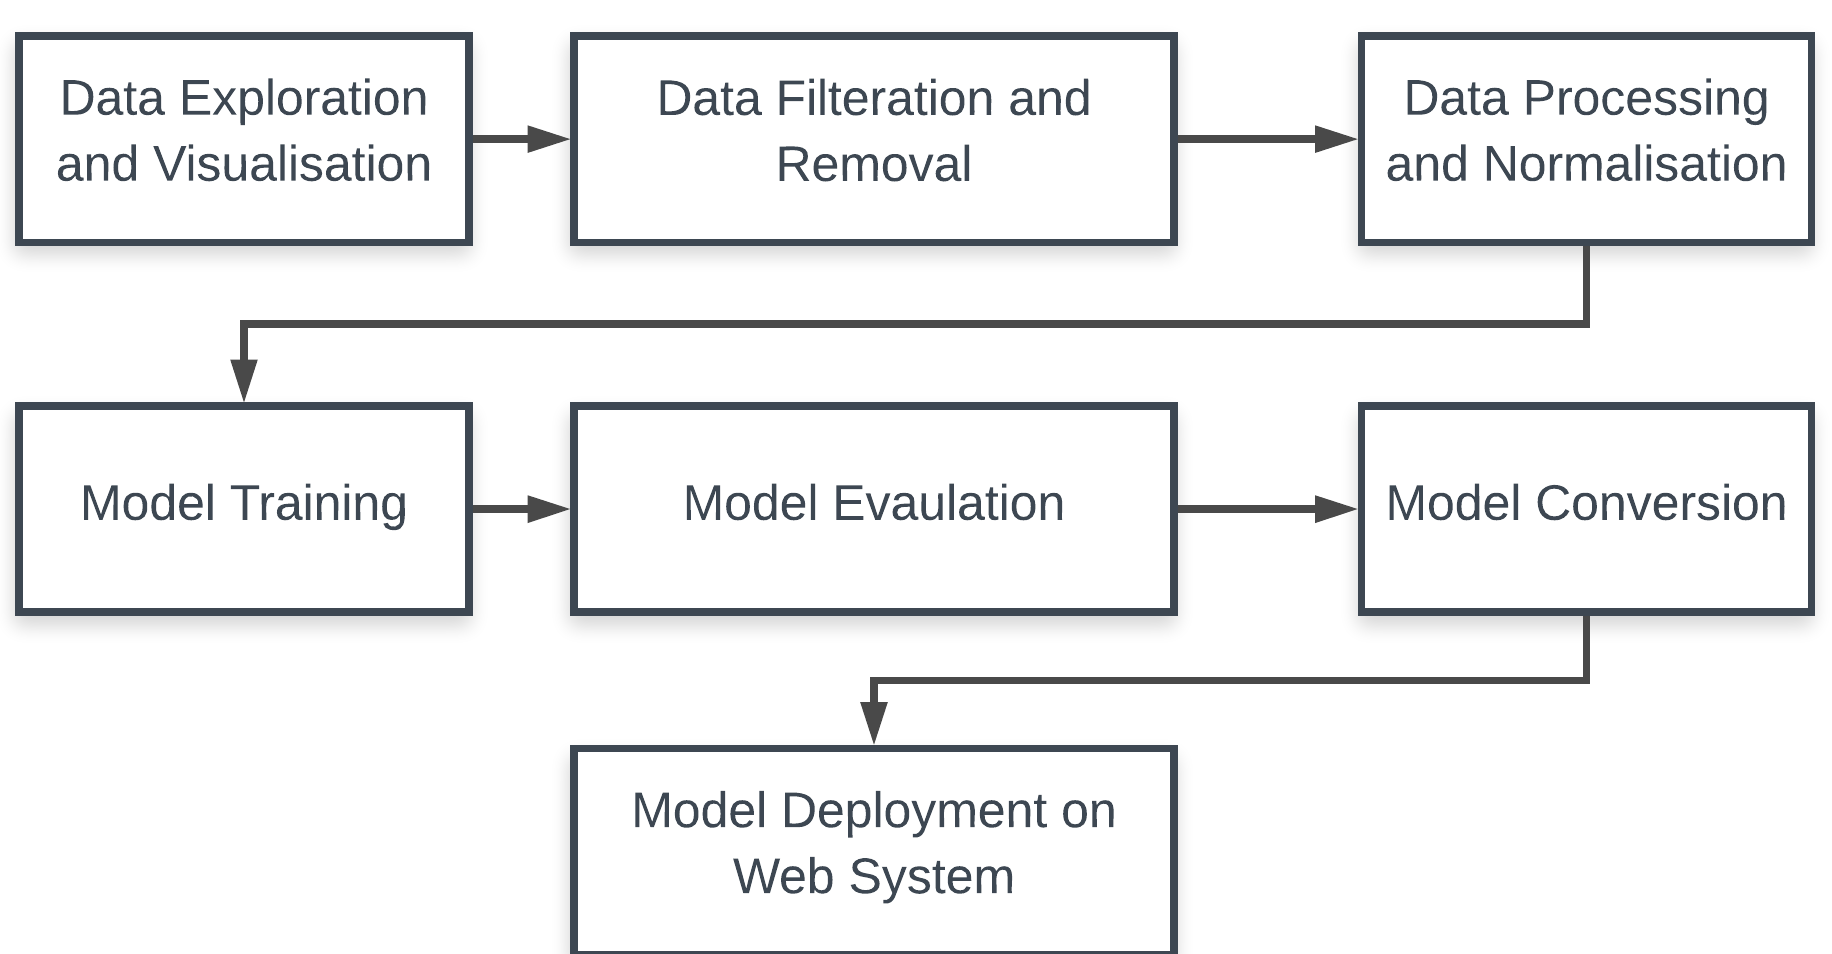 Data Exploration
and Visualisation
Data Filteration and
Removal
Data Processing
and Normalisation
Model Training
Model Evaulation
Model Conversion
Model Deployment on
Web System